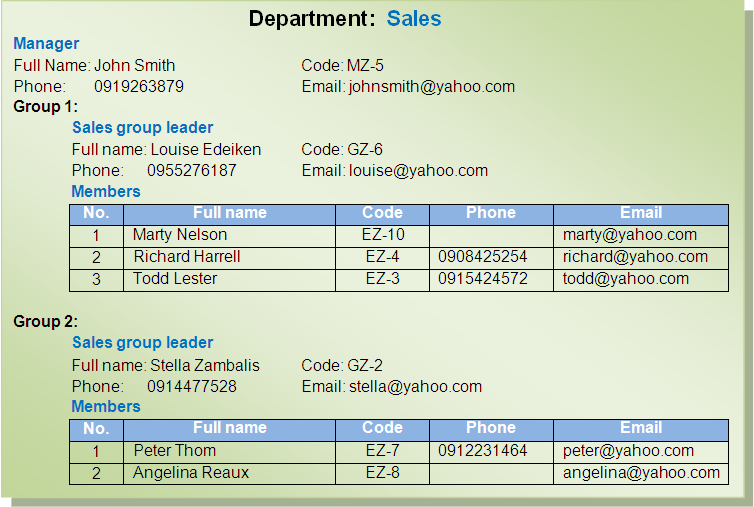 Department: Sales
Manager
Full Name: John Smith Code: MZ-5
Phone: 0919263879 Email: johnsmith@yahoo.com
Group 1:
Sales group leader
Full name: Louise Edeiken Code: GZ-6
Phone: 0955276187 Email: louise@yahoo.com
Members
No. Full name Code Phone Email
1 Marty Nelson EZ-10 marty@yahoo.com
2 Richard Harrell EZ-4 0908425254 richard@yahoo.com
3 Todd Lester EZ-3 0915424572 todd@yahoo.com
Group 2:
Sales group leader
Full name: Stella Zambalis Code: GZ-2
Phone: 0914477528 Email: stella@yahoo.com
Members
No. Full name Code Phone Email
1 Peter Thom EZ-7 0912231464 peter@yahoo.com
2 Angelina Reaux EZ-8 angelina@yahoo.com